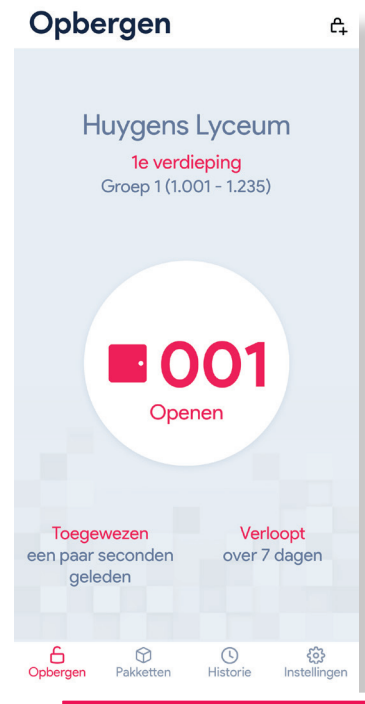 Opbergen
Huygens Lyceum
1e verdieping
Groep 1 (1.001 - 1.235)
001
Openen
Toegewezen
een paar seconden
geleden
Verloopt
over 7 dagen
Opbergen
Pakketten
Historie
Instellingen